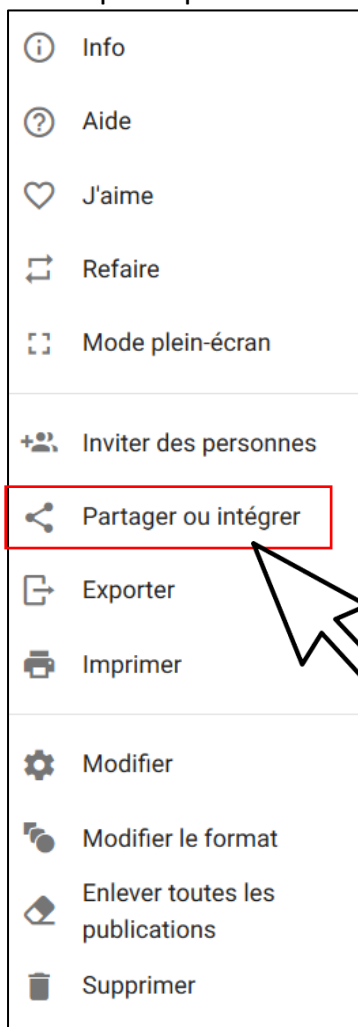 Info
Aide
J'aime
Refaire
Mode plein-écran
Inviter des personnes
Partager ou intégrer
Exporter
Imprimer
Modifier
Modifier le format
Enlever toutes les
publications
Supprimer